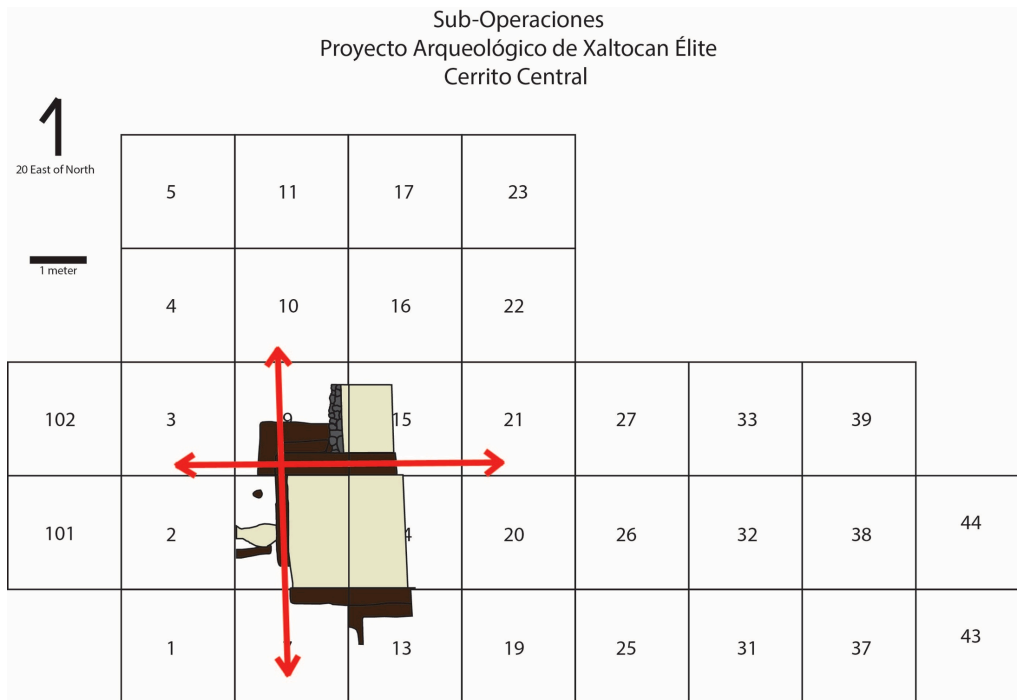 Sub-Operaciones
Proyecto Arqueológico de Xaltocan Élite
Cerrito Central
20 East of North
1 meter
5 11 17 23
4 10 16 22
102 3 9 15 21 27 33 39
101 2 20 26 32 38 44
1 13 19 25 31 37 43